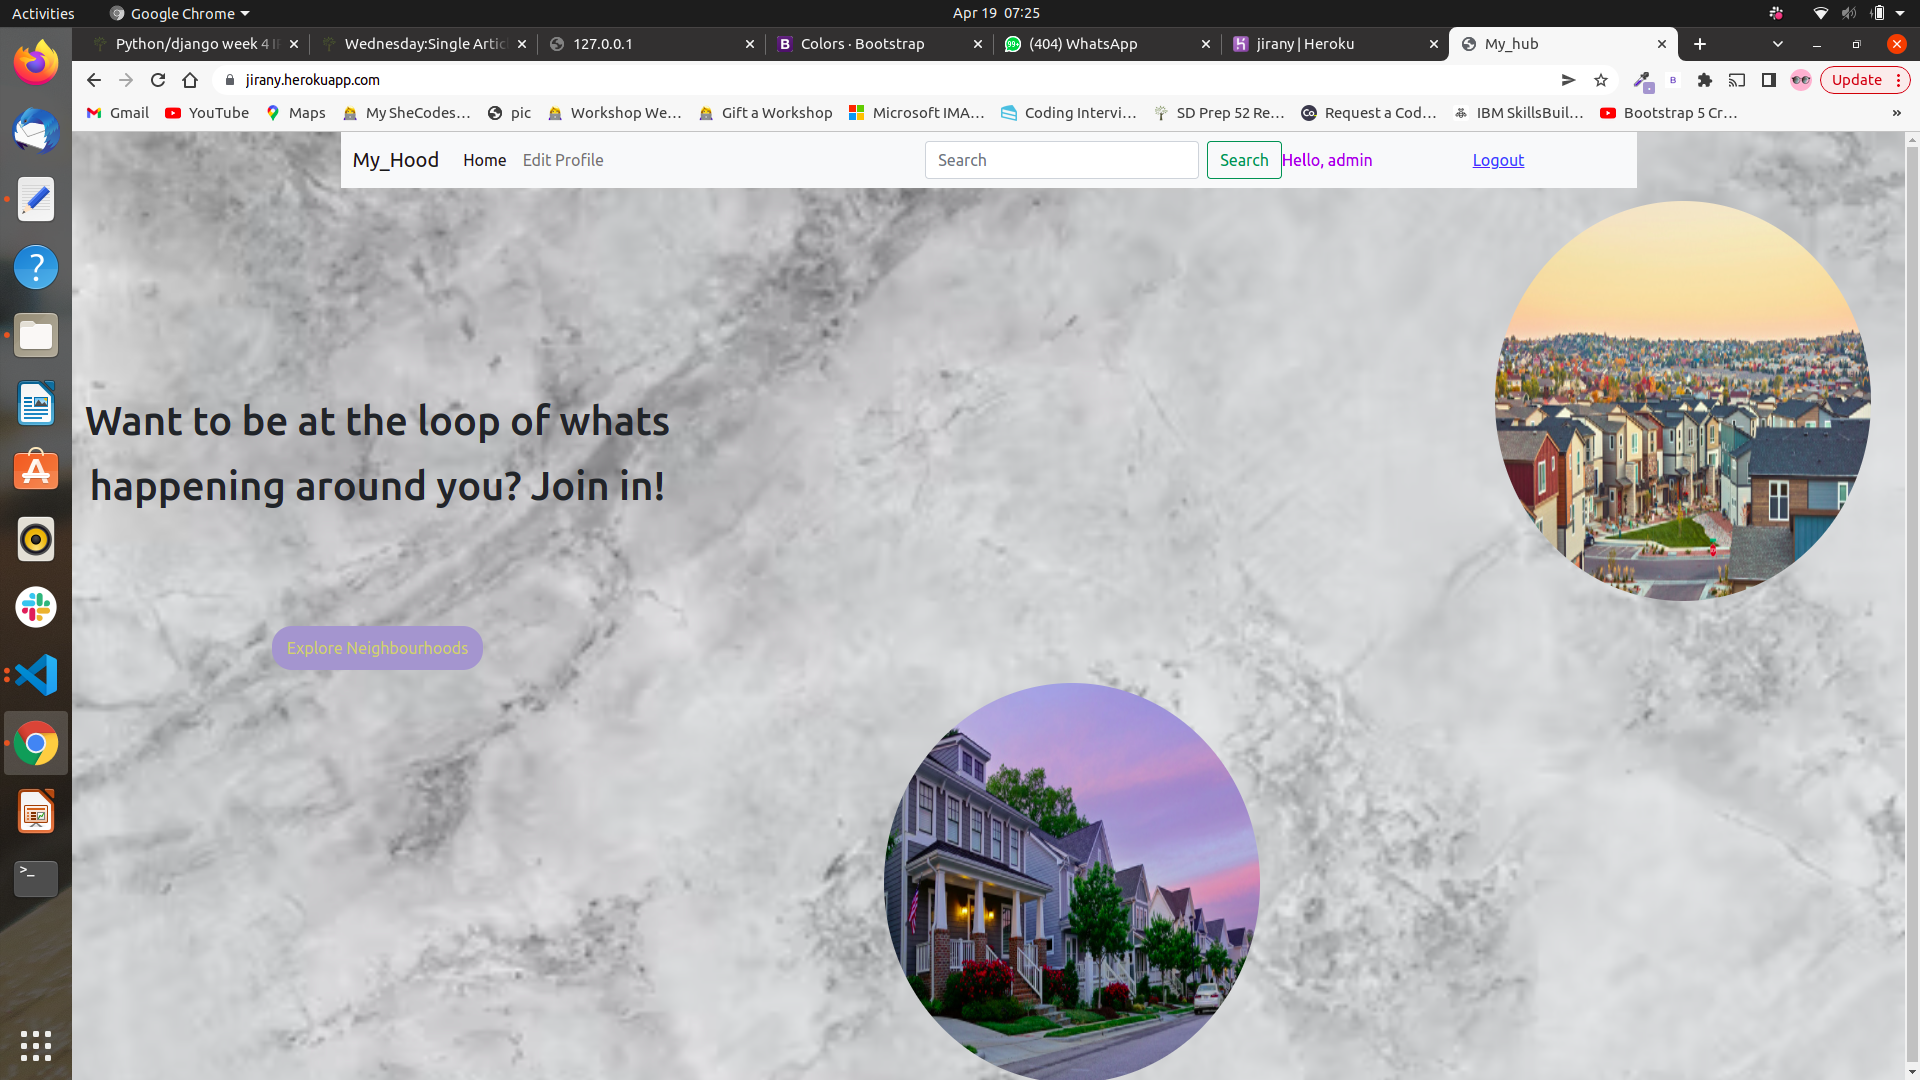 Activities
Google Chrome
Apr 19 07:25
Python/django week 4 I
Wednesday:Single Artic
127.0.0.1
Colors · Bootstrap
(404) WhatsApp
jirany | Heroku
My_hub
jirany.herokuapp.com
Update
Gmail
YouTube
Maps
My SheCodes…
pic
Workshop We…
Gift a Workshop
Microsoft IMA…
Coding Intervi…
SD Prep 52 Re…
Request a Cod…
IBM SkillsBuil…
Bootstrap 5 Cr…
»
My_Hood
Home
Edit Profile
Search
Search
Hello, admin
Logout
Want to be at the loop of whats
happening around you? Join in!
Explore Neighbourhoods